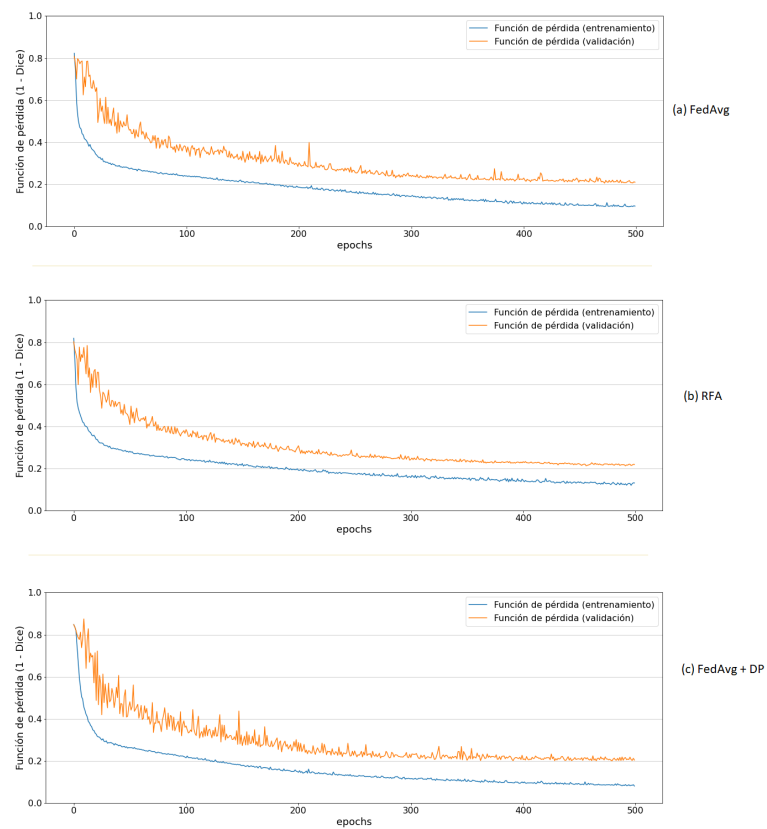 1.0
Función de pérdida (entrenamiento)
Función de pérdida (validación)
0.8
0.6
0.4
0.2
0.0
Función de pérdida (1 - Dice)
0 100 200 300 400 500
epochs
(a) FedAvg
1.0
Función de pérdida (entrenamiento)
Función de pérdida (validación)
0.8
0.6
0.4
0.2
0.0
Función de pérdida (1 - Dice)
0 100 200 300 400 500
epochs
(b) RFA
1.0
Función de pérdida (entrenamiento)
Función de pérdida (validación)
0.8
0.6
0.4
0.2
0.0
Función de pérdida (1 - Dice)
0 100 200 300 400 500
epochs
(c) FedAvg + DP